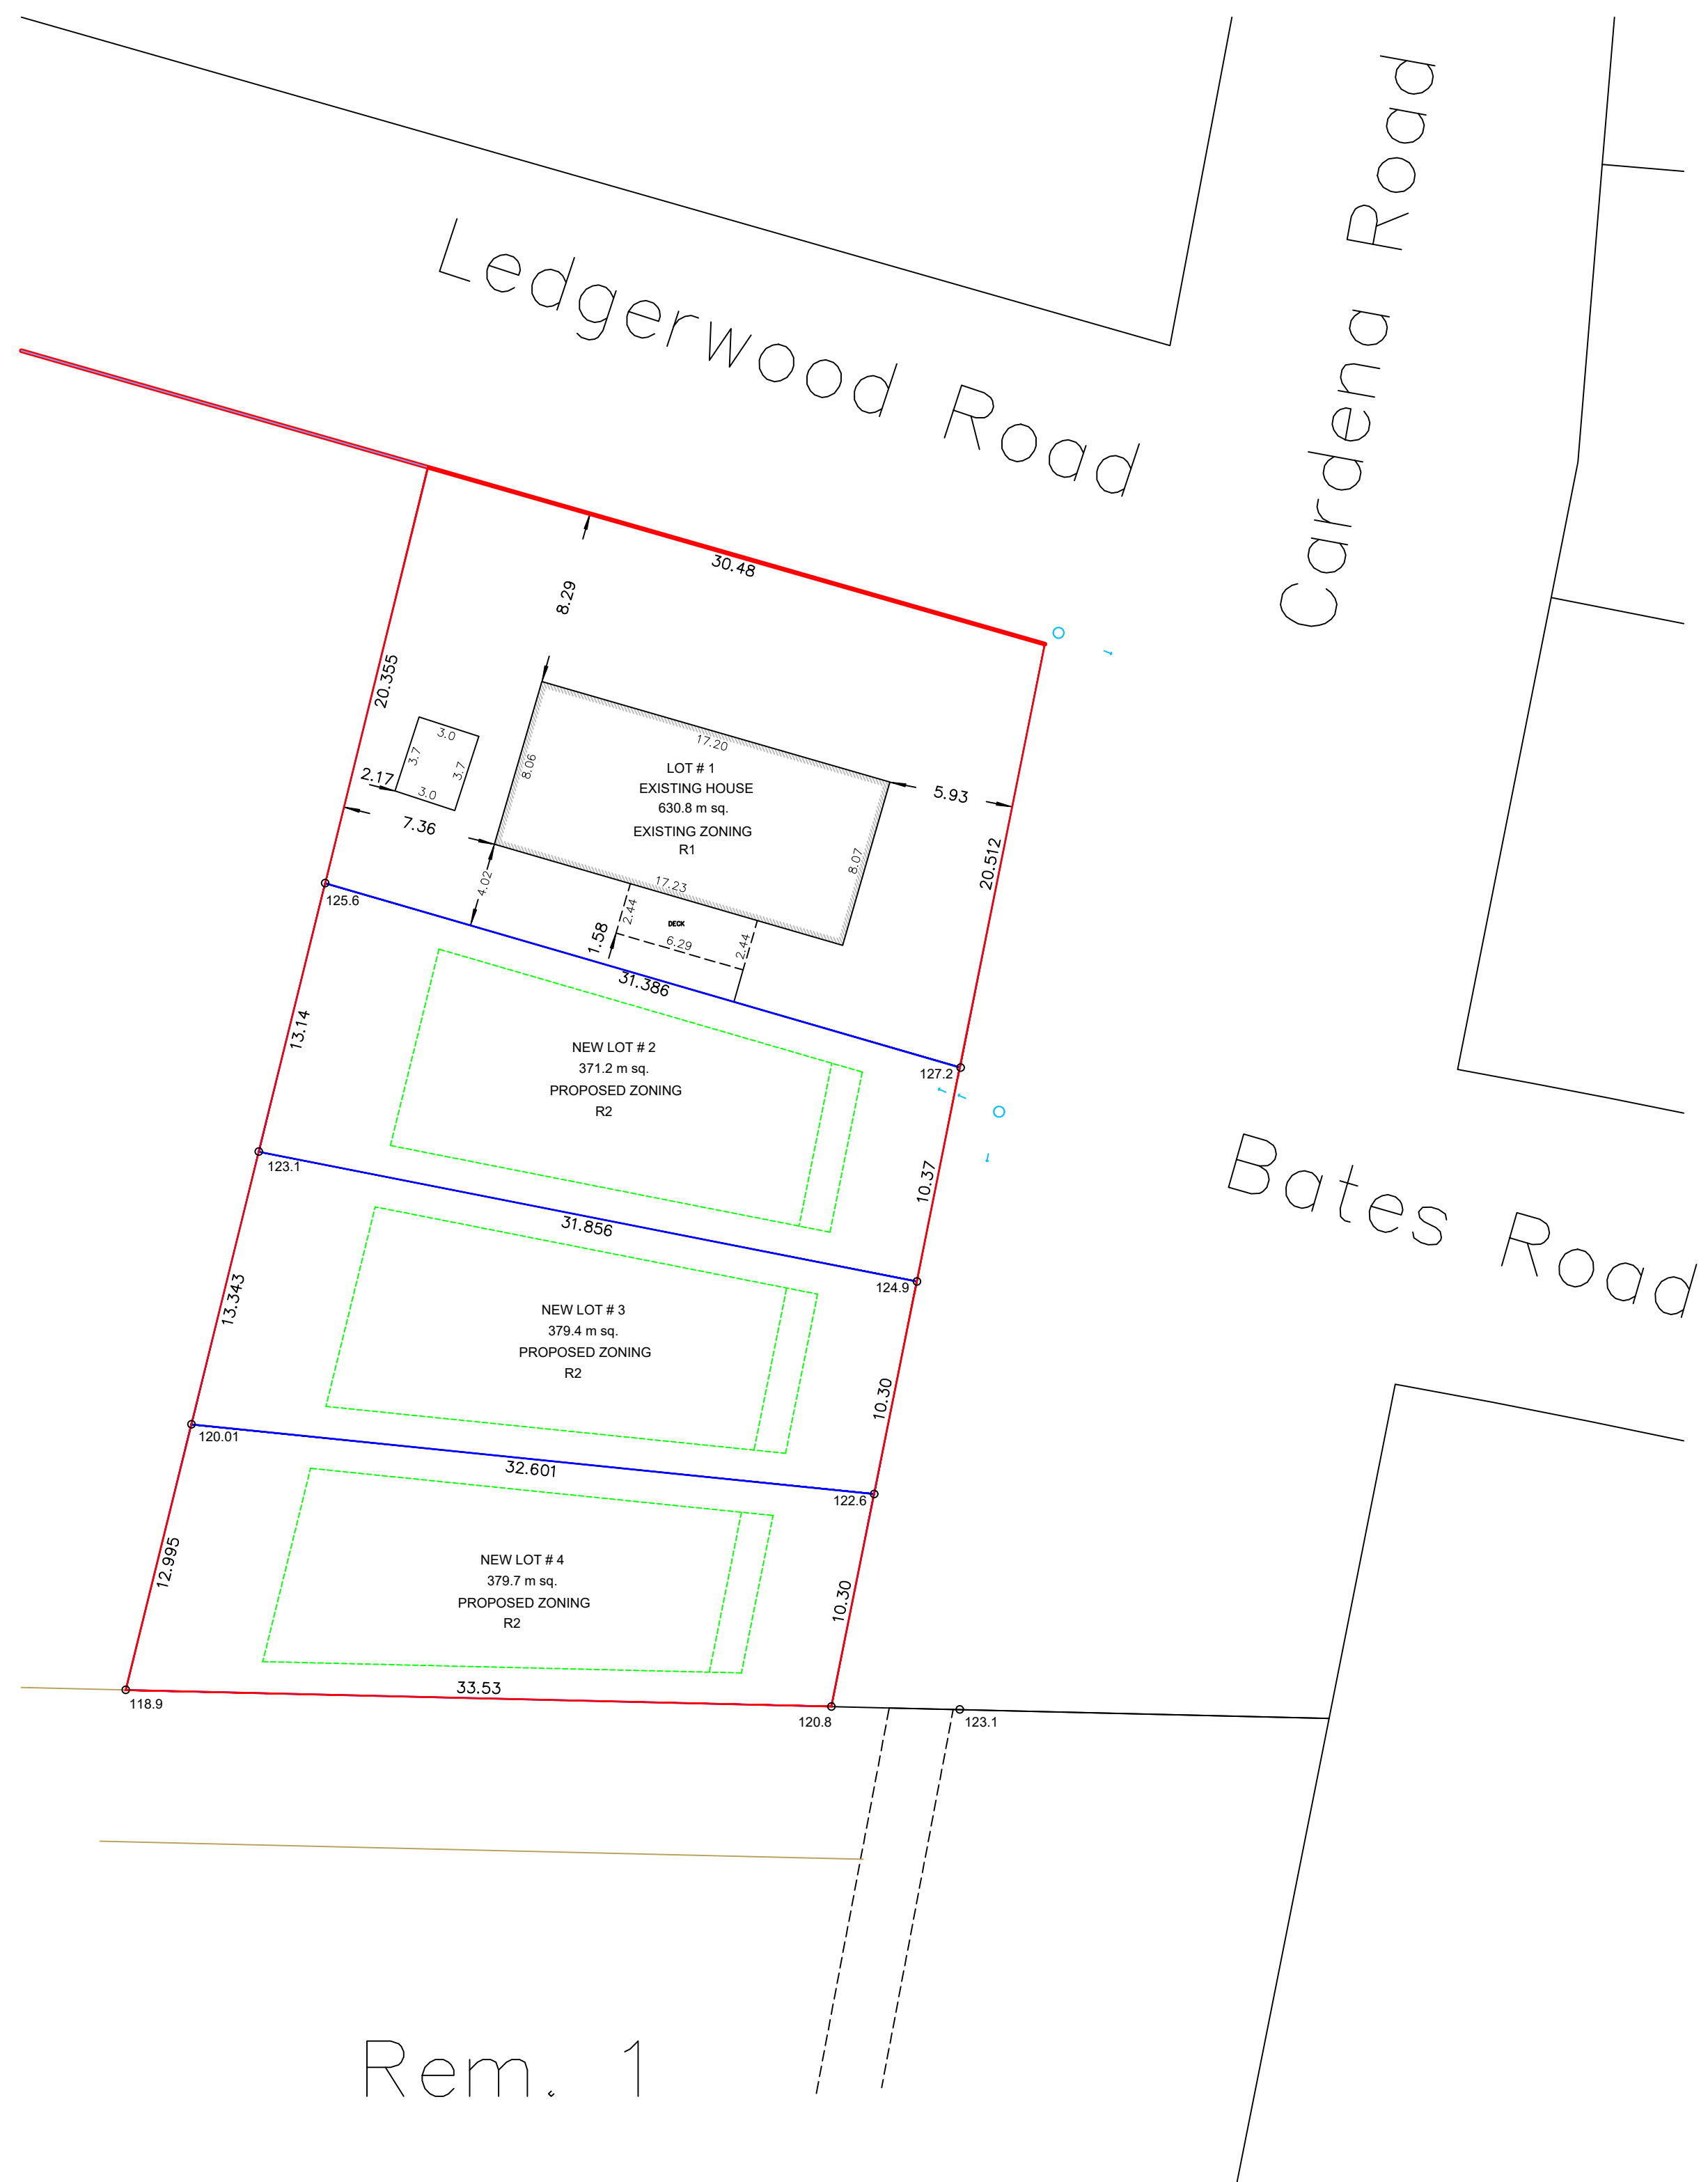 Ledgerwood Road
Cardena Road
30.48
8.29
20.355
3.0
3.7
3.7
3.0
2.17
7.36
17.20
8.06
LOT # 1
EXISTING HOUSE
630.8 m sq.
EXISTING ZONING
R1
5.93
20.512
8.07
17.23
4.02
125.6
DECK
2.44
2.44
6.29
1.58
31.386
127.2
13.14
NEW LOT # 2
371.2 m sq.
PROPOSED ZONING
R2
10.37
Bates Road
123.1
31.856
124.9
13.343
NEW LOT # 3
379.4 m sq.
PROPOSED ZONING
R2
10.30
120.01
32.601
122.6
12.995
NEW LOT # 4
379.7 m sq.
PROPOSED ZONING
R2
10.30
33.53
118.9
120.8
123.1
Rem. 1